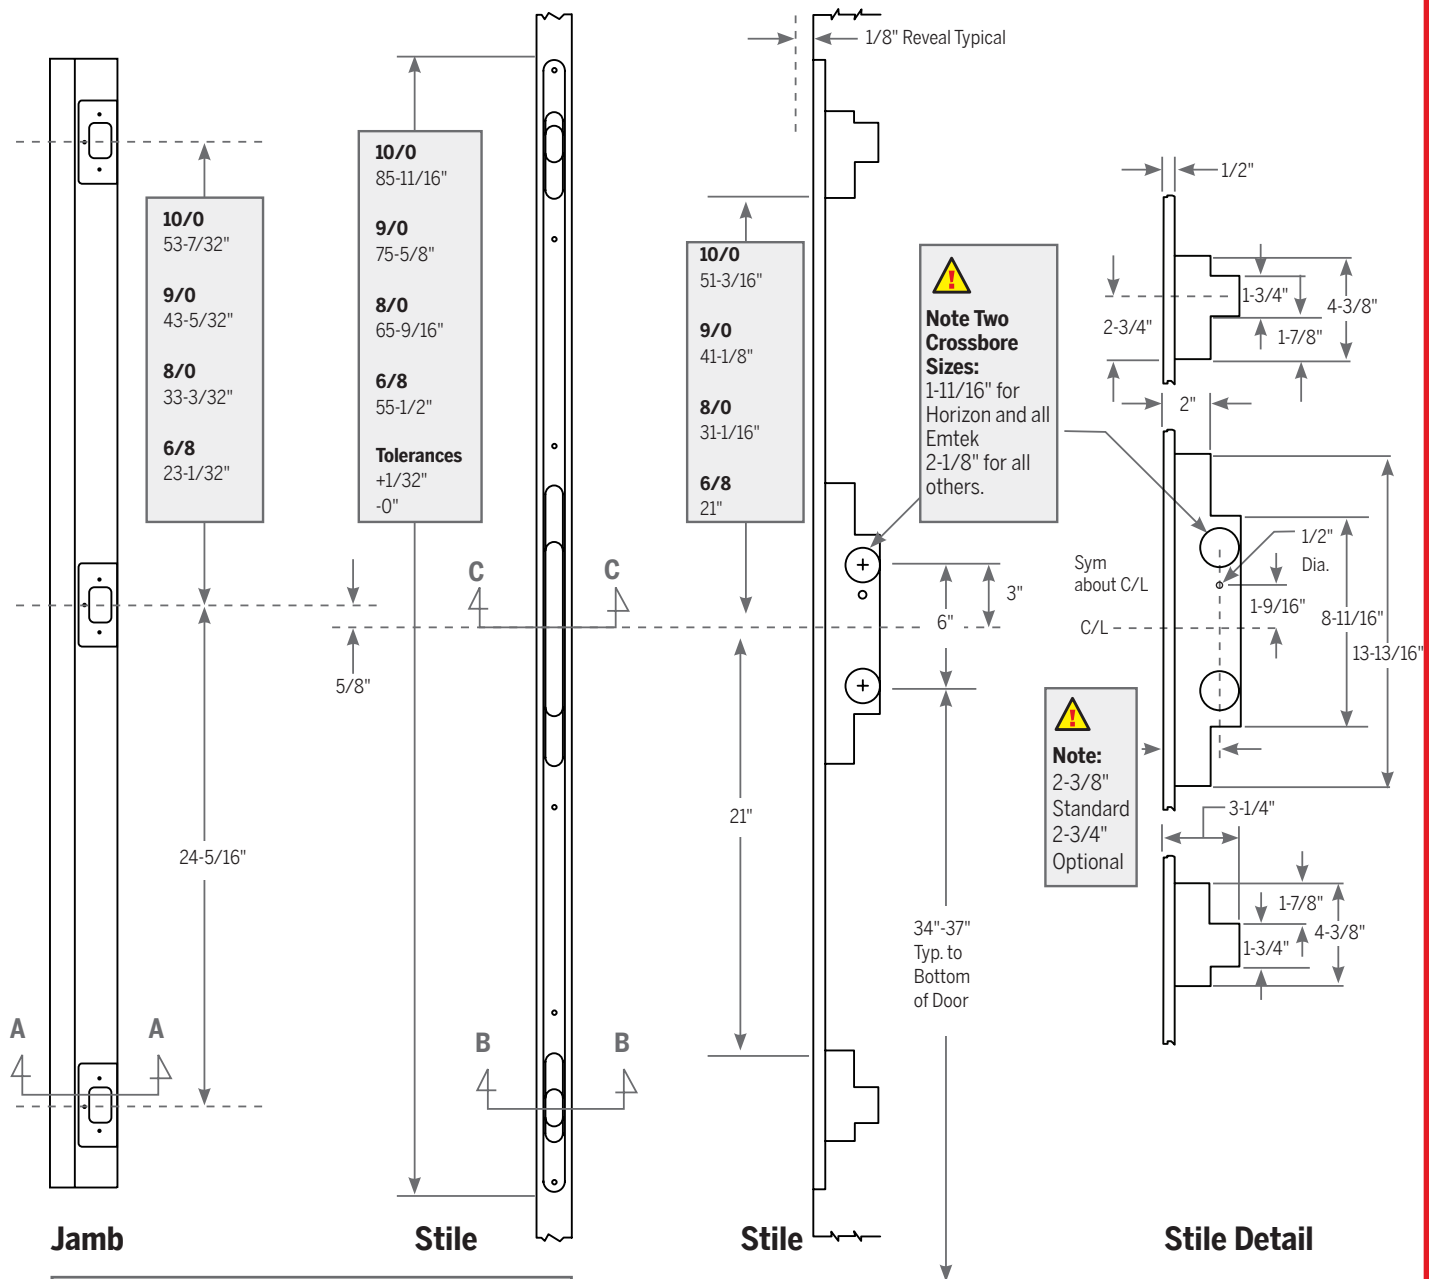 1/8" Reveal Typical
10/0
53-7/32"
9/0
43-5/32"
8/0
33-3/32"
6/8
23-1/32"
24-5/16"
A
A
Jamb
10/0
85-11/16"
9/0
75-5/8"
8/0
65-9/16"
6/8
55-1/2"
Tolerances
+1/32"
-0"
5/8"
C
C
B
B
Stile
10/0
51-3/16"
9/0
41-1/8"
8/0
31-1/16"
6/8
21"
21"
Note Two
Crossbore
Sizes:
1-11/16" for
Horizon and all
Emtek
2-1/8" for all
others.
3"
6"
34"-37"
Typ. to
Bottom
of Door
Stile
1/2"
1-3/4"
4-3/8"
2-3/4"
1-7/8"
2"
1/2"
Dia.
Sym
about C/L
1-9/16"
C/L
8-11/16"
13-13/16"
Note:
2-3/8"
Standard
2-3/4"
Optional
3-1/4"
1-7/8"
4-3/8"
1-3/4"
Stile Detail